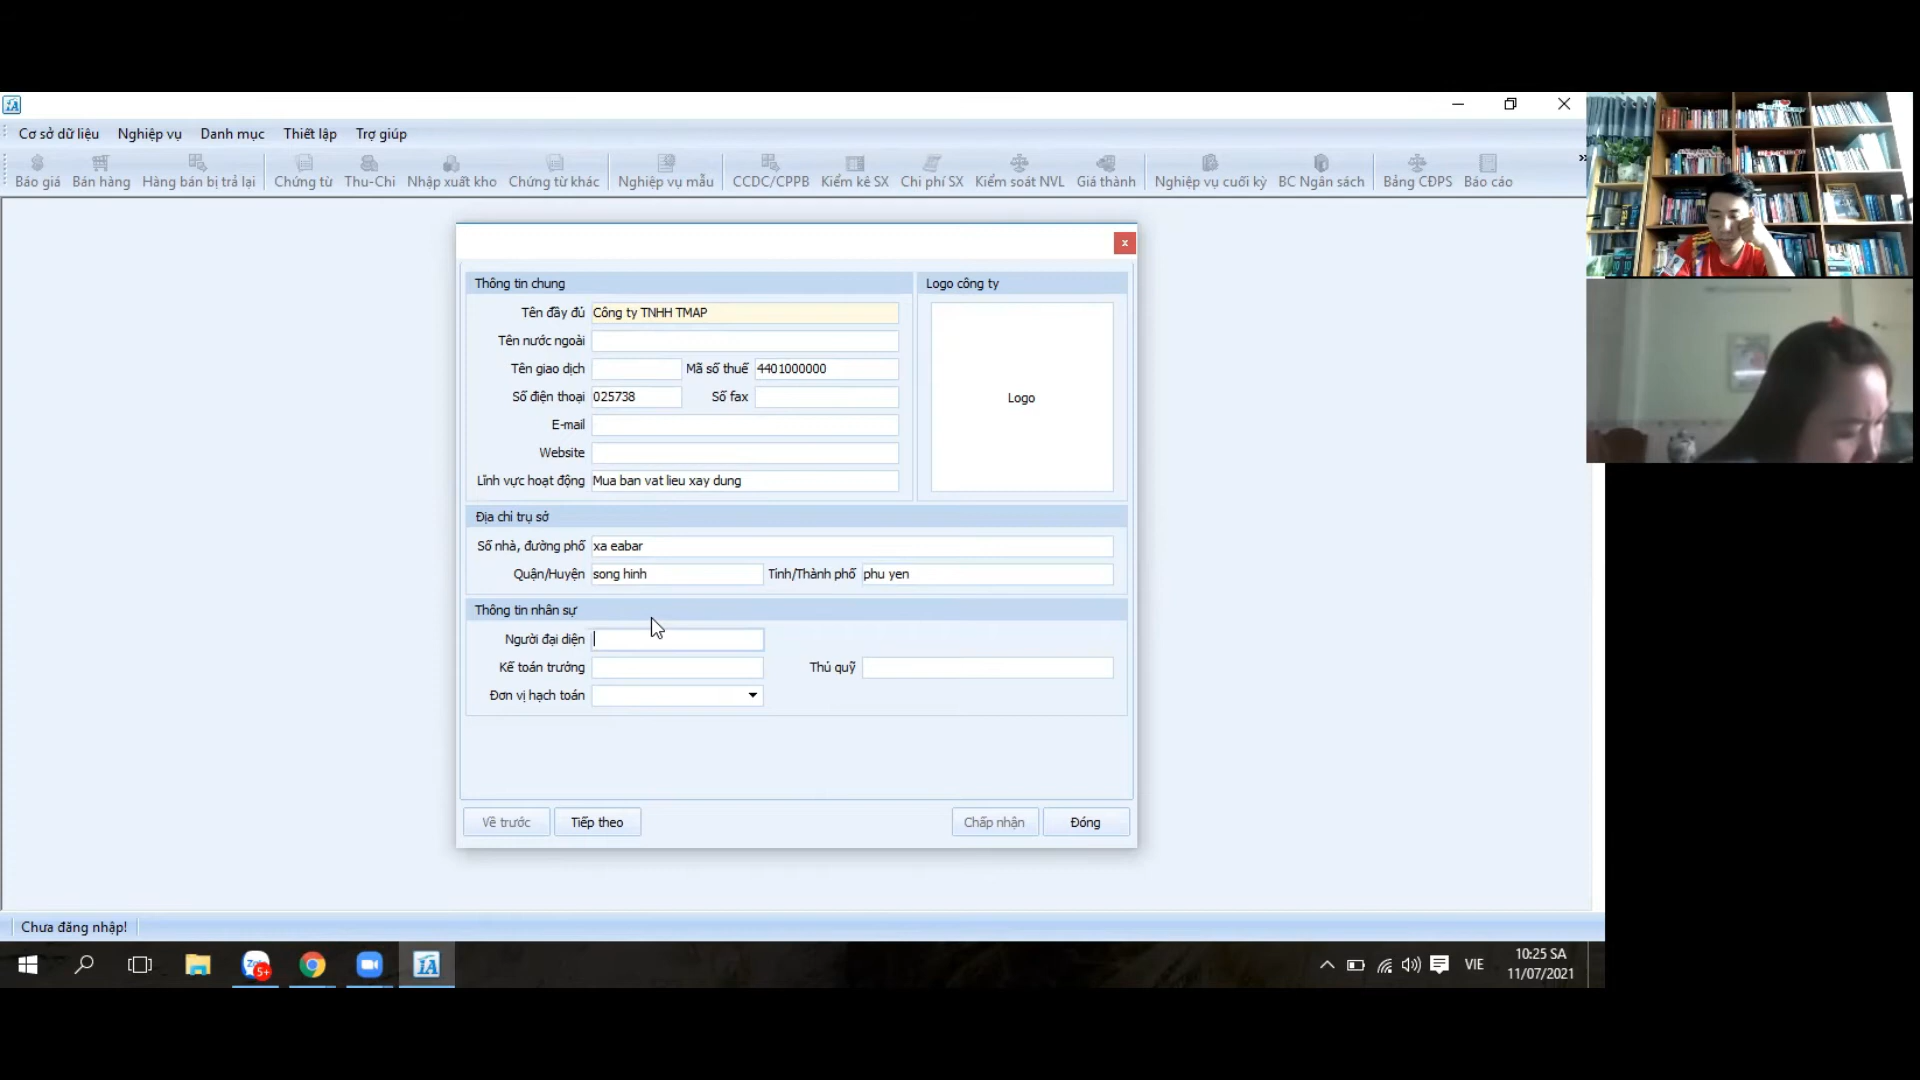 Cơ sở dữ liệu Nghiệp vụ Danh mục Thiết lập Trợ giúp
Báo giá Bán hàng Hàng bán bị trả lại Chứng từ Thu-Chi Nhập xuất kho Chứng từ khác Nghiệp vụ mẫu CCDC/CPPB Kiểm kê SX Chi phí SX Kiểm soát NVL Giá thành Nghiệp vụ cuối kỳ BC Ngân sách Bảng CĐPS Báo cáo
x
Thông tin chung Logo công ty
Tên đầy đủ Công ty TNHH TMAP
Tên nước ngoài
Tên giao dịch Mã số thuế 4401000000
Số điện thoại 025738 Số fax
Logo
E-mail
Website
Lĩnh vực hoạt động Mua ban vat lieu xay dung
Địa chỉ trụ sở
Số nhà, đường phố xa eabar
Quận/Huyện song hinh Tỉnh/Thành phố phu yen
Thông tin nhân sự
Người đại diện
Kế toán trưởng Thủ quỹ
Đơn vị hạch toán
Về trước Tiếp theo Chấp nhận Đóng
Chưa đăng nhập!
5+ iA VIE 10:25 SA
11/07/2021